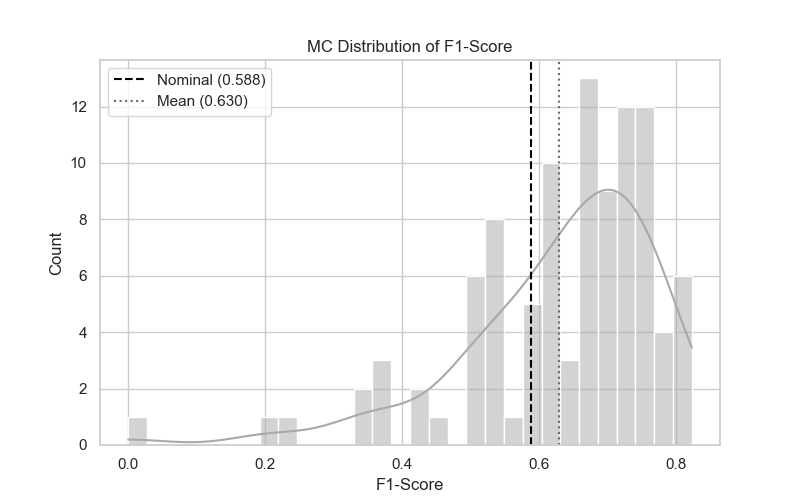 MC Distribution of F1-Score
Nominal (0.588)
Mean (0.630)
Count
12
10
8
6
4
2
0
0.0
0.2
0.4
0.6
0.8
F1-Score